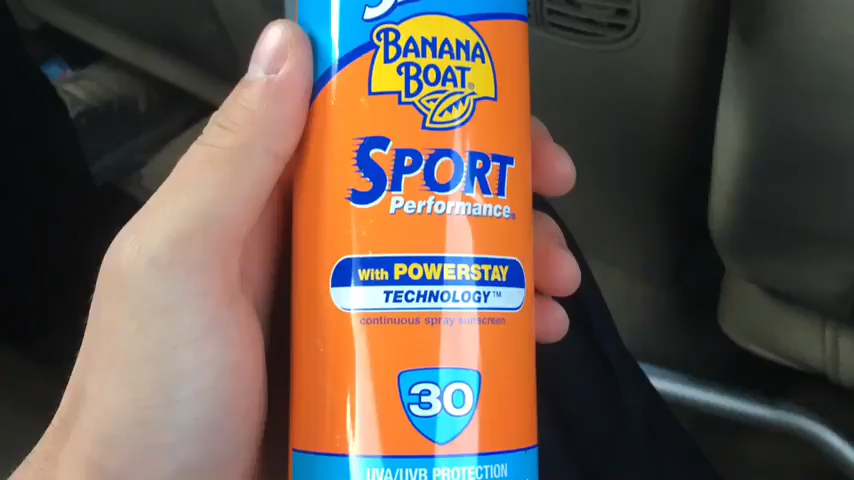 BANANA
BOAT®
SPORT
Performance®
With POWERSTAY
TECHNOLOGY™
continuous spray sunscreen
30
UVA/UVB PROTECTION